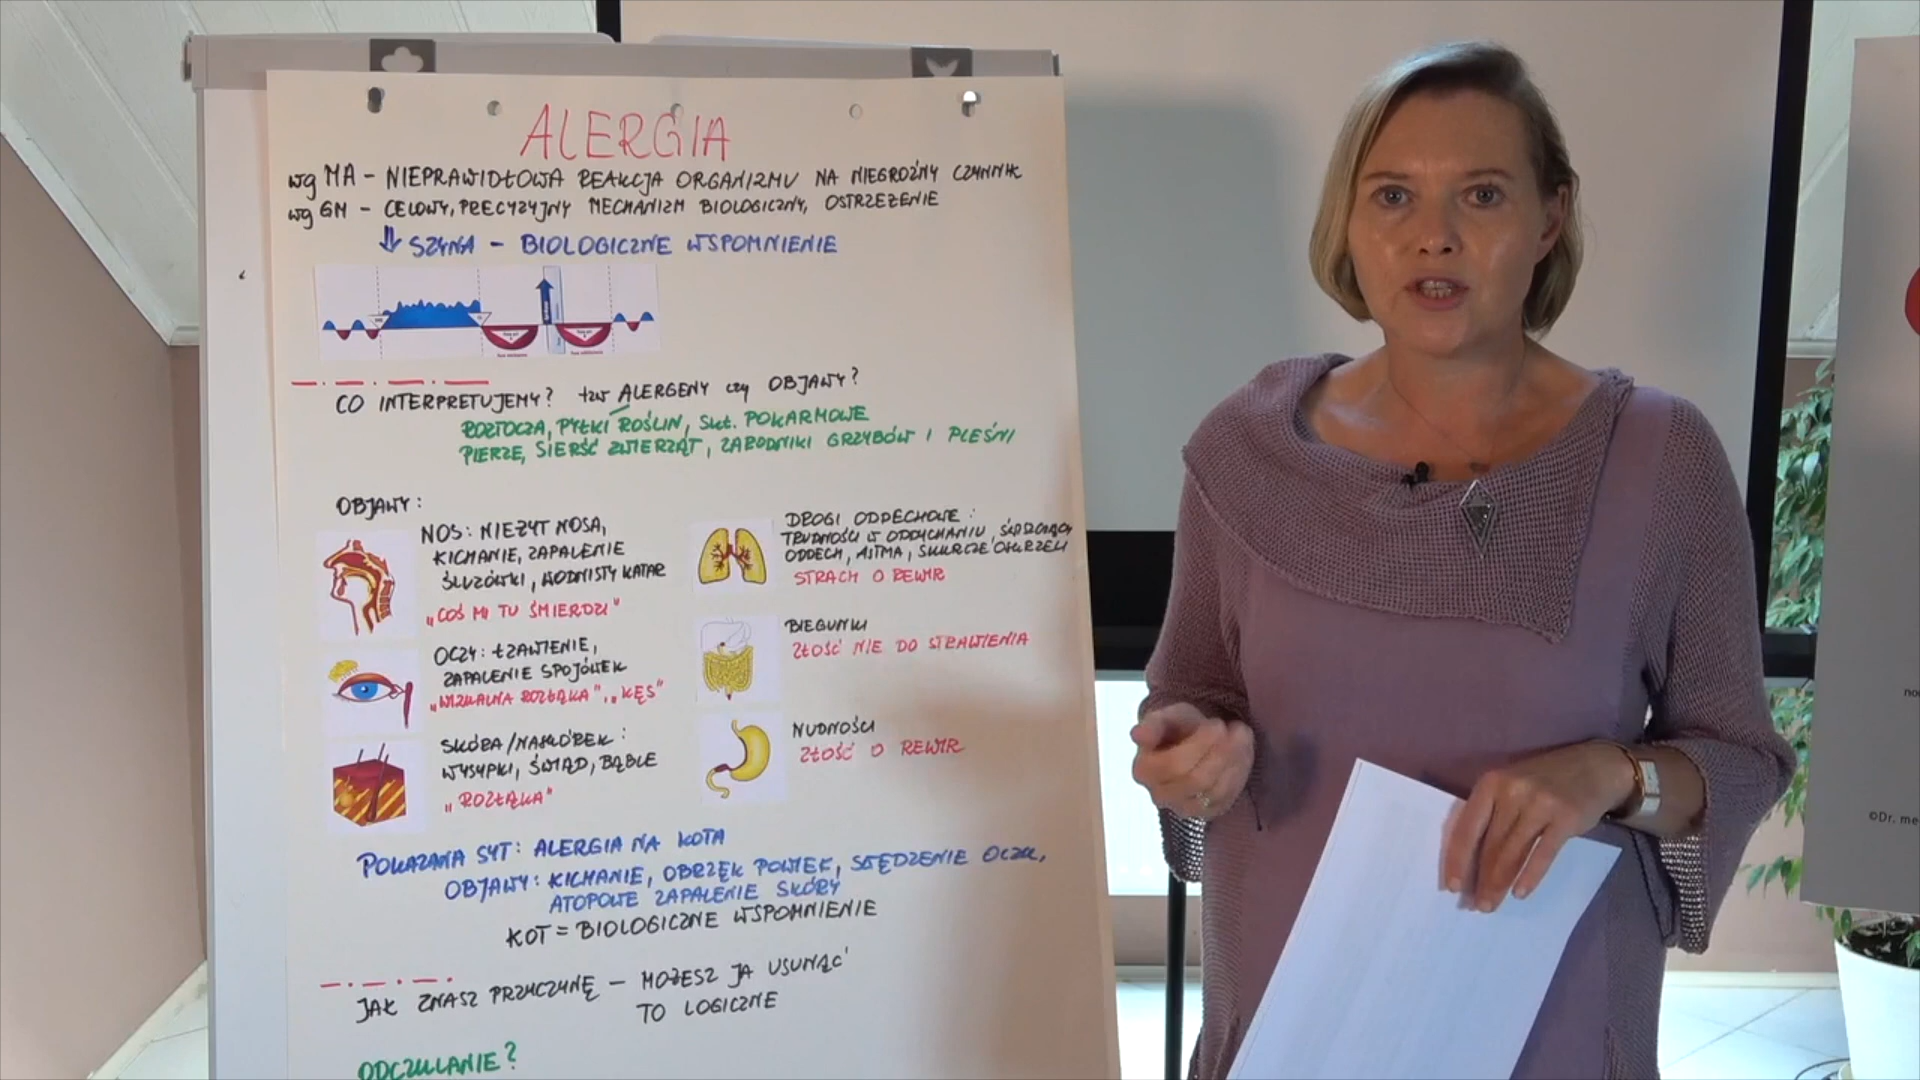 ALERGIA
wg MA - NIEPRAWIDŁOWA REAKCJA ORGANIZMU NA NIEGROŹNY CZYNNIK
wg GM - CELOWY, PRECYZYJNY MECHANIZM BIOLOGICZNY, OSTRZEŻENIE
SZYNA - BIOLOGICZNE WSPOMNIENIE
CO INTERPRETUJEMY? tzw ALERGENY czy OBJAWY?
ROZTOCZA, PYŁKI ROŚLIN, SKŁ. POKARMOWE
PIERZE, SIERŚĆ ZWIERZĄT, ZARODNIKI GRZYBÓW I PLEŚNI
OBJAWY:
NOS: NIEŻYT NOSA,
KICHANIE, ZAPALENIE
ŚLUZÓWKI, WODNISTY KATAR
"COŚ MI TU ŚMIERDZI"
OCZY: ŁZAWIENIE,
ZAPALENIE SPOJÓWEK
"WIZUALNA ROZŁĄKA", "KĘS"
SKÓRA/NASKÓREK:
WYSYPKI, ŚWIĄD, BĄBLE
"ROZŁĄKA"
DROGI ODDECHOWE:
TRUDNOŚCI W ODDYCHANIU, ŚWISZCZĄCY
ODDECH, ASTMA, SKURCZE OSKRZELI
STRACH O REWIR
BIEGUNKI
ZŁOŚĆ NIE DO STRAWIENIA
NUDNOŚCI
ZŁOŚĆ O REWIR
POKAZANA SYT: ALERGIA NA KOTA
OBJAWY: KICHANIE, OBRZĘK POWIEK, SWĘDZENIE OCZU,
ATOPOWE ZAPALENIE SKÓRY
KOT = BIOLOGICZNE WSPOMNIENIE
JAK ZNASZ PRZYCZYNĘ - MOŻESZ JĄ USUNĄĆ
TO LOGICZNE
ODCZULANIE?
©Dr. me